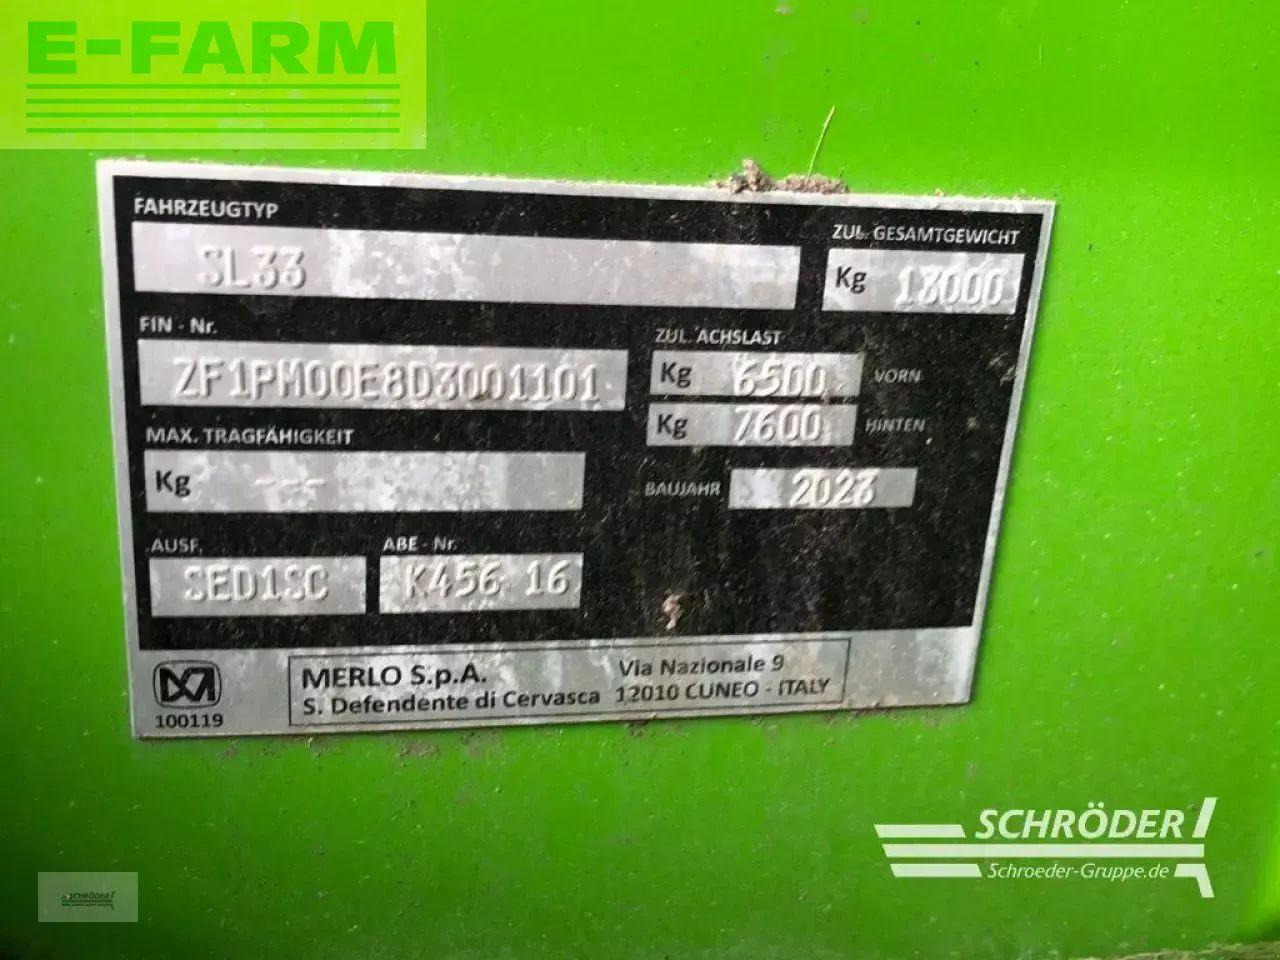 E-FARM
FAHRZEUGTYP
SL33
ZUL. GESAMTGEWICHT
Kg 13000
FIN - Nr.
ZF1PM00E8D3001101
ZUL. ACHSLAST
Kg 6500 VORN
Kg 7600 HINTEN
MAX. TRAGFÄHIGKEIT
Kg ---
BAUJAHR 2023
AUSF.
SED1SC
ABE - Nr.
K456 16
100119
MERLO S.p.A. Via Nazionale 9
S. Defendente di Cervasca 12010 CUNEO - ITALY
SCHRÖDER
Schroeder-Gruppe.de
SCHRÖDER